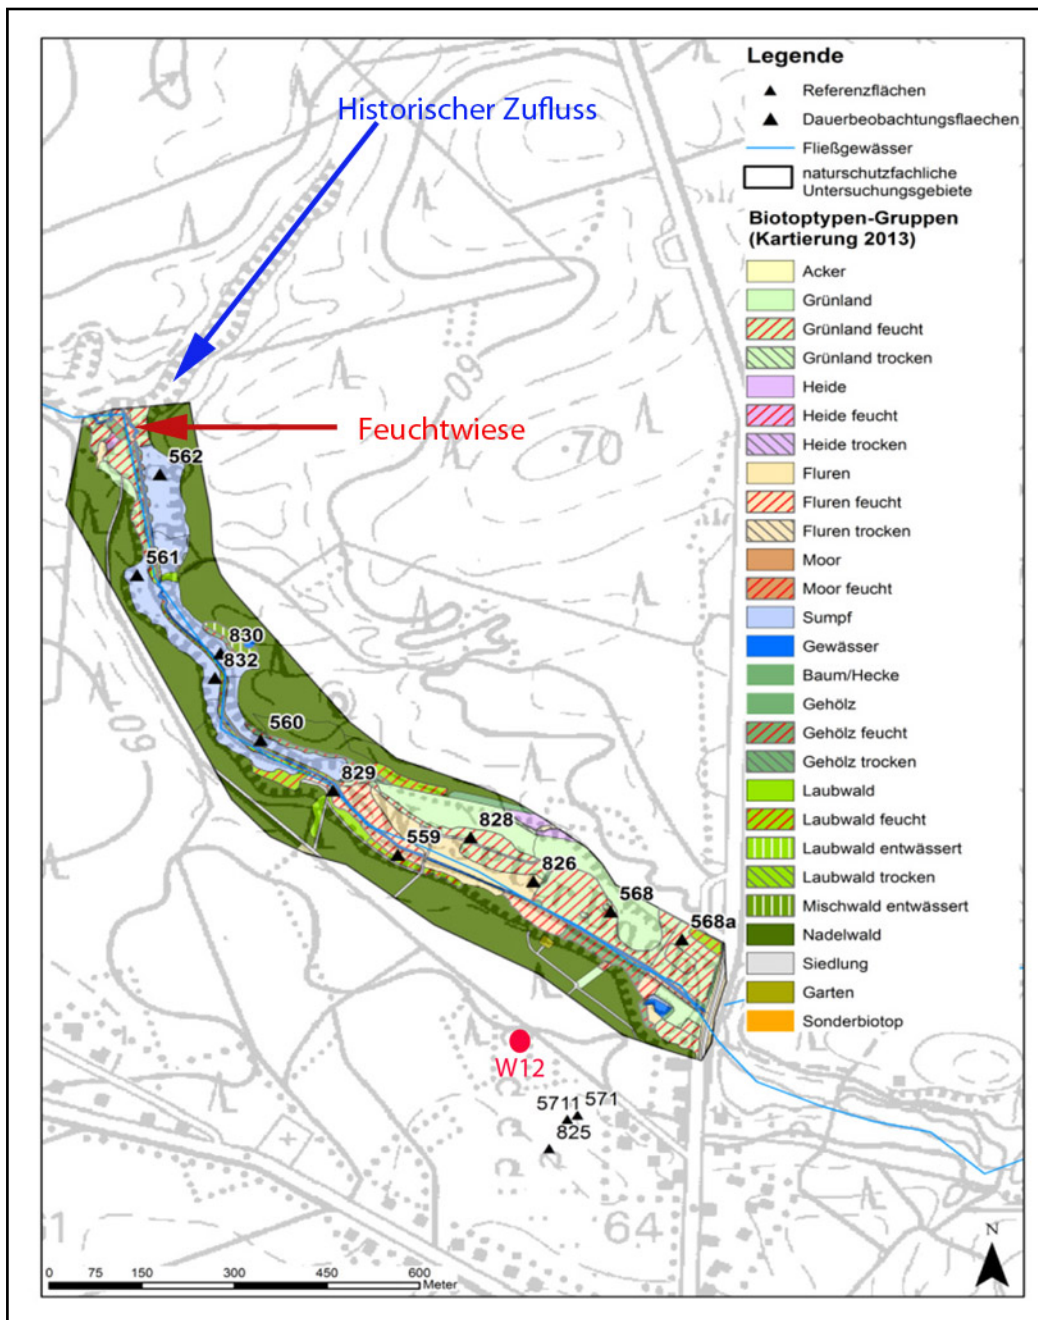 Legende
Referenzflächen
Dauerbeobachtungsflaechen
Fließgewässer
naturschutzfachliche
Untersuchungsgebiete
Biotoptypen-Gruppen
(Kartierung 2013)
Acker
Grünland
Grünland feucht
Grünland trocken
Heide
Heide feucht
Heide trocken
Fluren
Fluren feucht
Fluren trocken
Moor
Moor feucht
Sumpf
Gewässer
Baum/Hecke
Gehölz
Gehölz feucht
Gehölz trocken
Laubwald
Laubwald feucht
Laubwald entwässert
Laubwald trocken
Mischwald entwässert
Nadelwald
Siedlung
Garten
Sonderbiotop
Historischer Zufluss
60
Feuchtwiese
70
562
561
830
832
60
560
829
828
559
826
568
568a
W12
5711 571
825
64
61
N
0 75 150 300 450 600
Meter